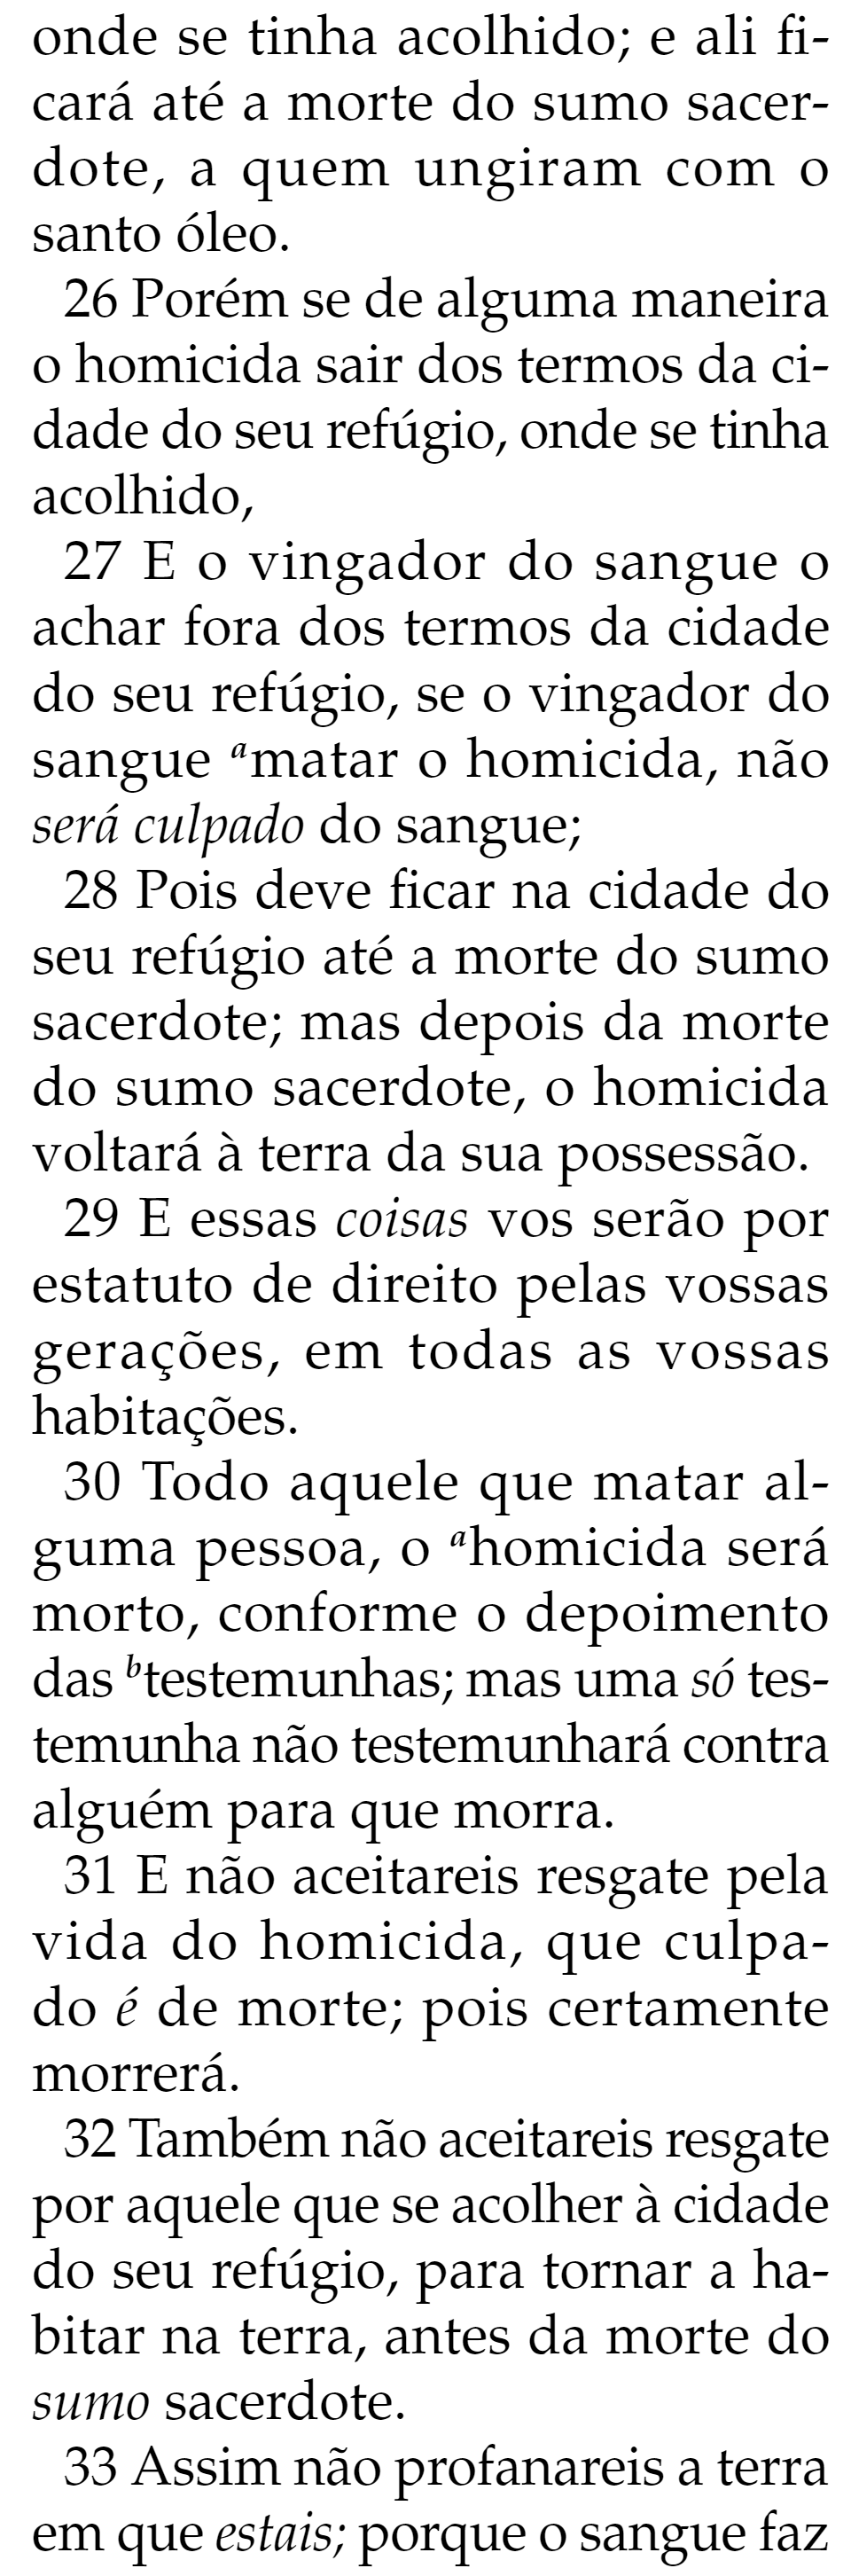 onde se tinha acolhido; e ali fi-
cará até a morte do sumo sacer-
dote, a quem ungiram com o
santo óleo.
26 Porém se de alguma maneira
o homicida sair dos termos da ci-
dade do seu refúgio, onde se tinha
acolhido,
27 E o vingador do sangue o
achar fora dos termos da cidade
do seu refúgio, se o vingador do
sangue ᵃmatar o homicida, não
será culpado do sangue;
28 Pois deve ficar na cidade do
seu refúgio até a morte do sumo
sacerdote; mas depois da morte
do sumo sacerdote, o homicida
voltará à terra da sua possessão.
29 E essas coisas vos serão por
estatuto de direito pelas vossas
gerações, em todas as vossas
habitações.
30 Todo aquele que matar al-
guma pessoa, o ᵃhomicida será
morto, conforme o depoimento
das ᵇtestemunhas; mas uma só tes-
temunha não testemunhará contra
alguém para que morra.
31 E não aceitareis resgate pela
vida do homicida, que culpa-
do é de morte; pois certamente
morrerá.
32 Também não aceitareis resgate
por aquele que se acolher à cidade
do seu refúgio, para tornar a ha-
bitar na terra, antes da morte do
sumo sacerdote.
33 Assim não profanareis a terra
em que estais; porque o sangue faz